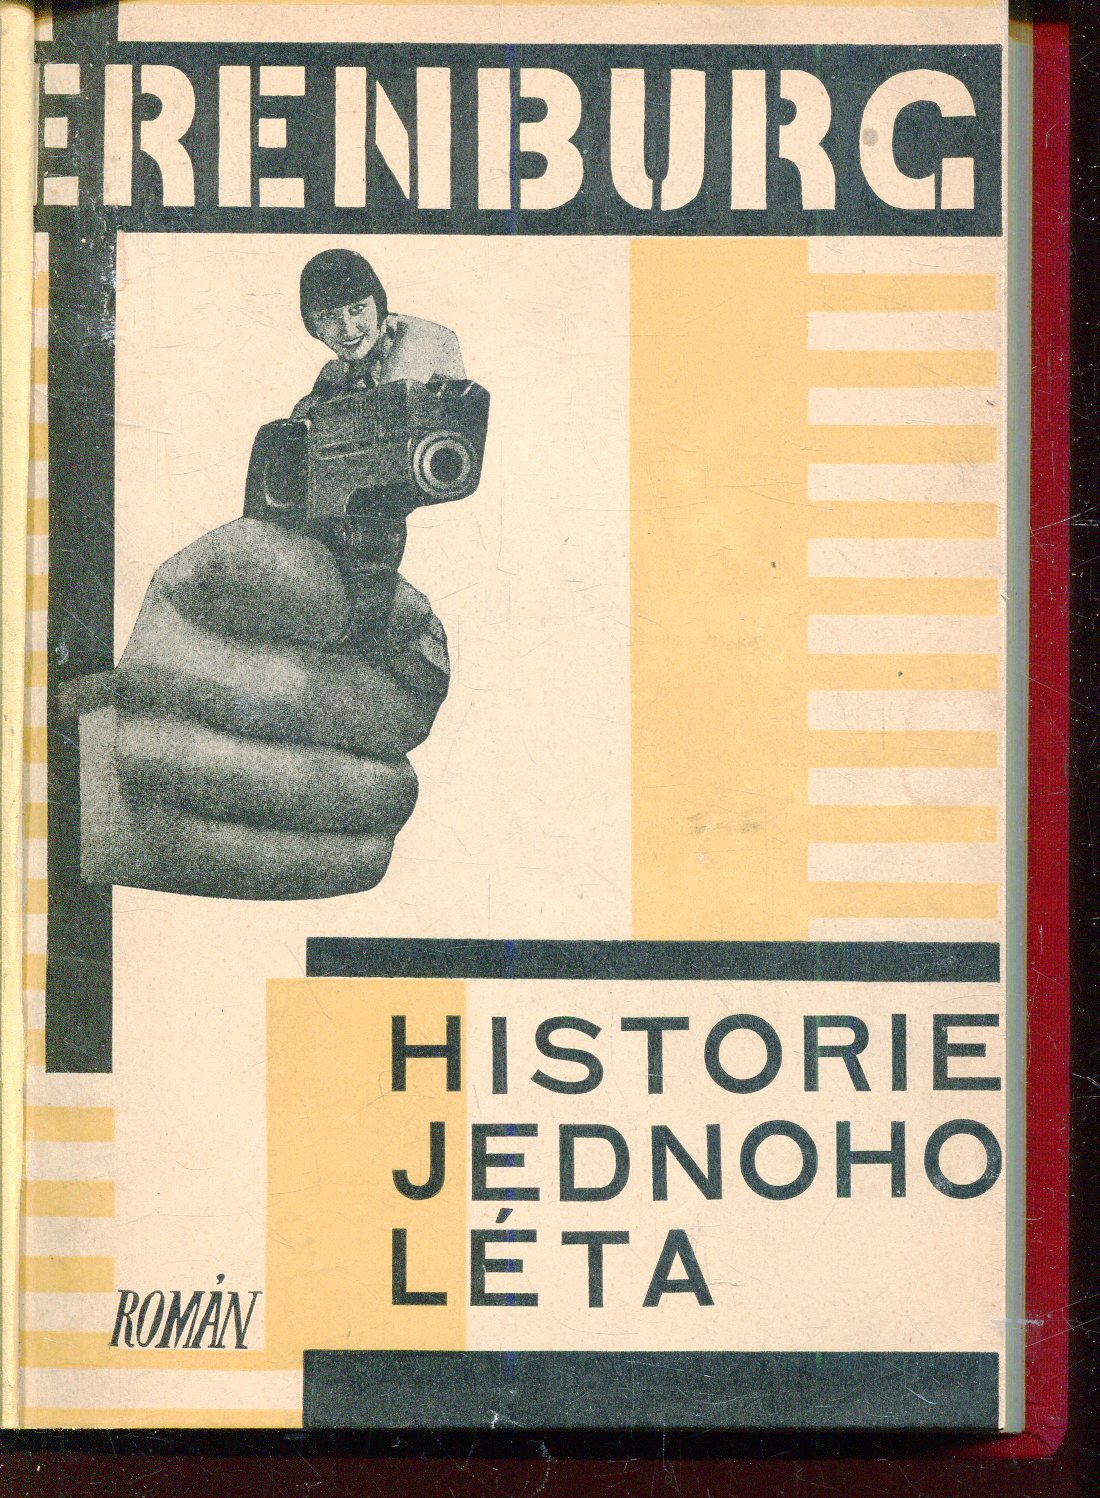 ERENBURG
HISTORIE
JEDNOHO
LÉTA
ROMÁN